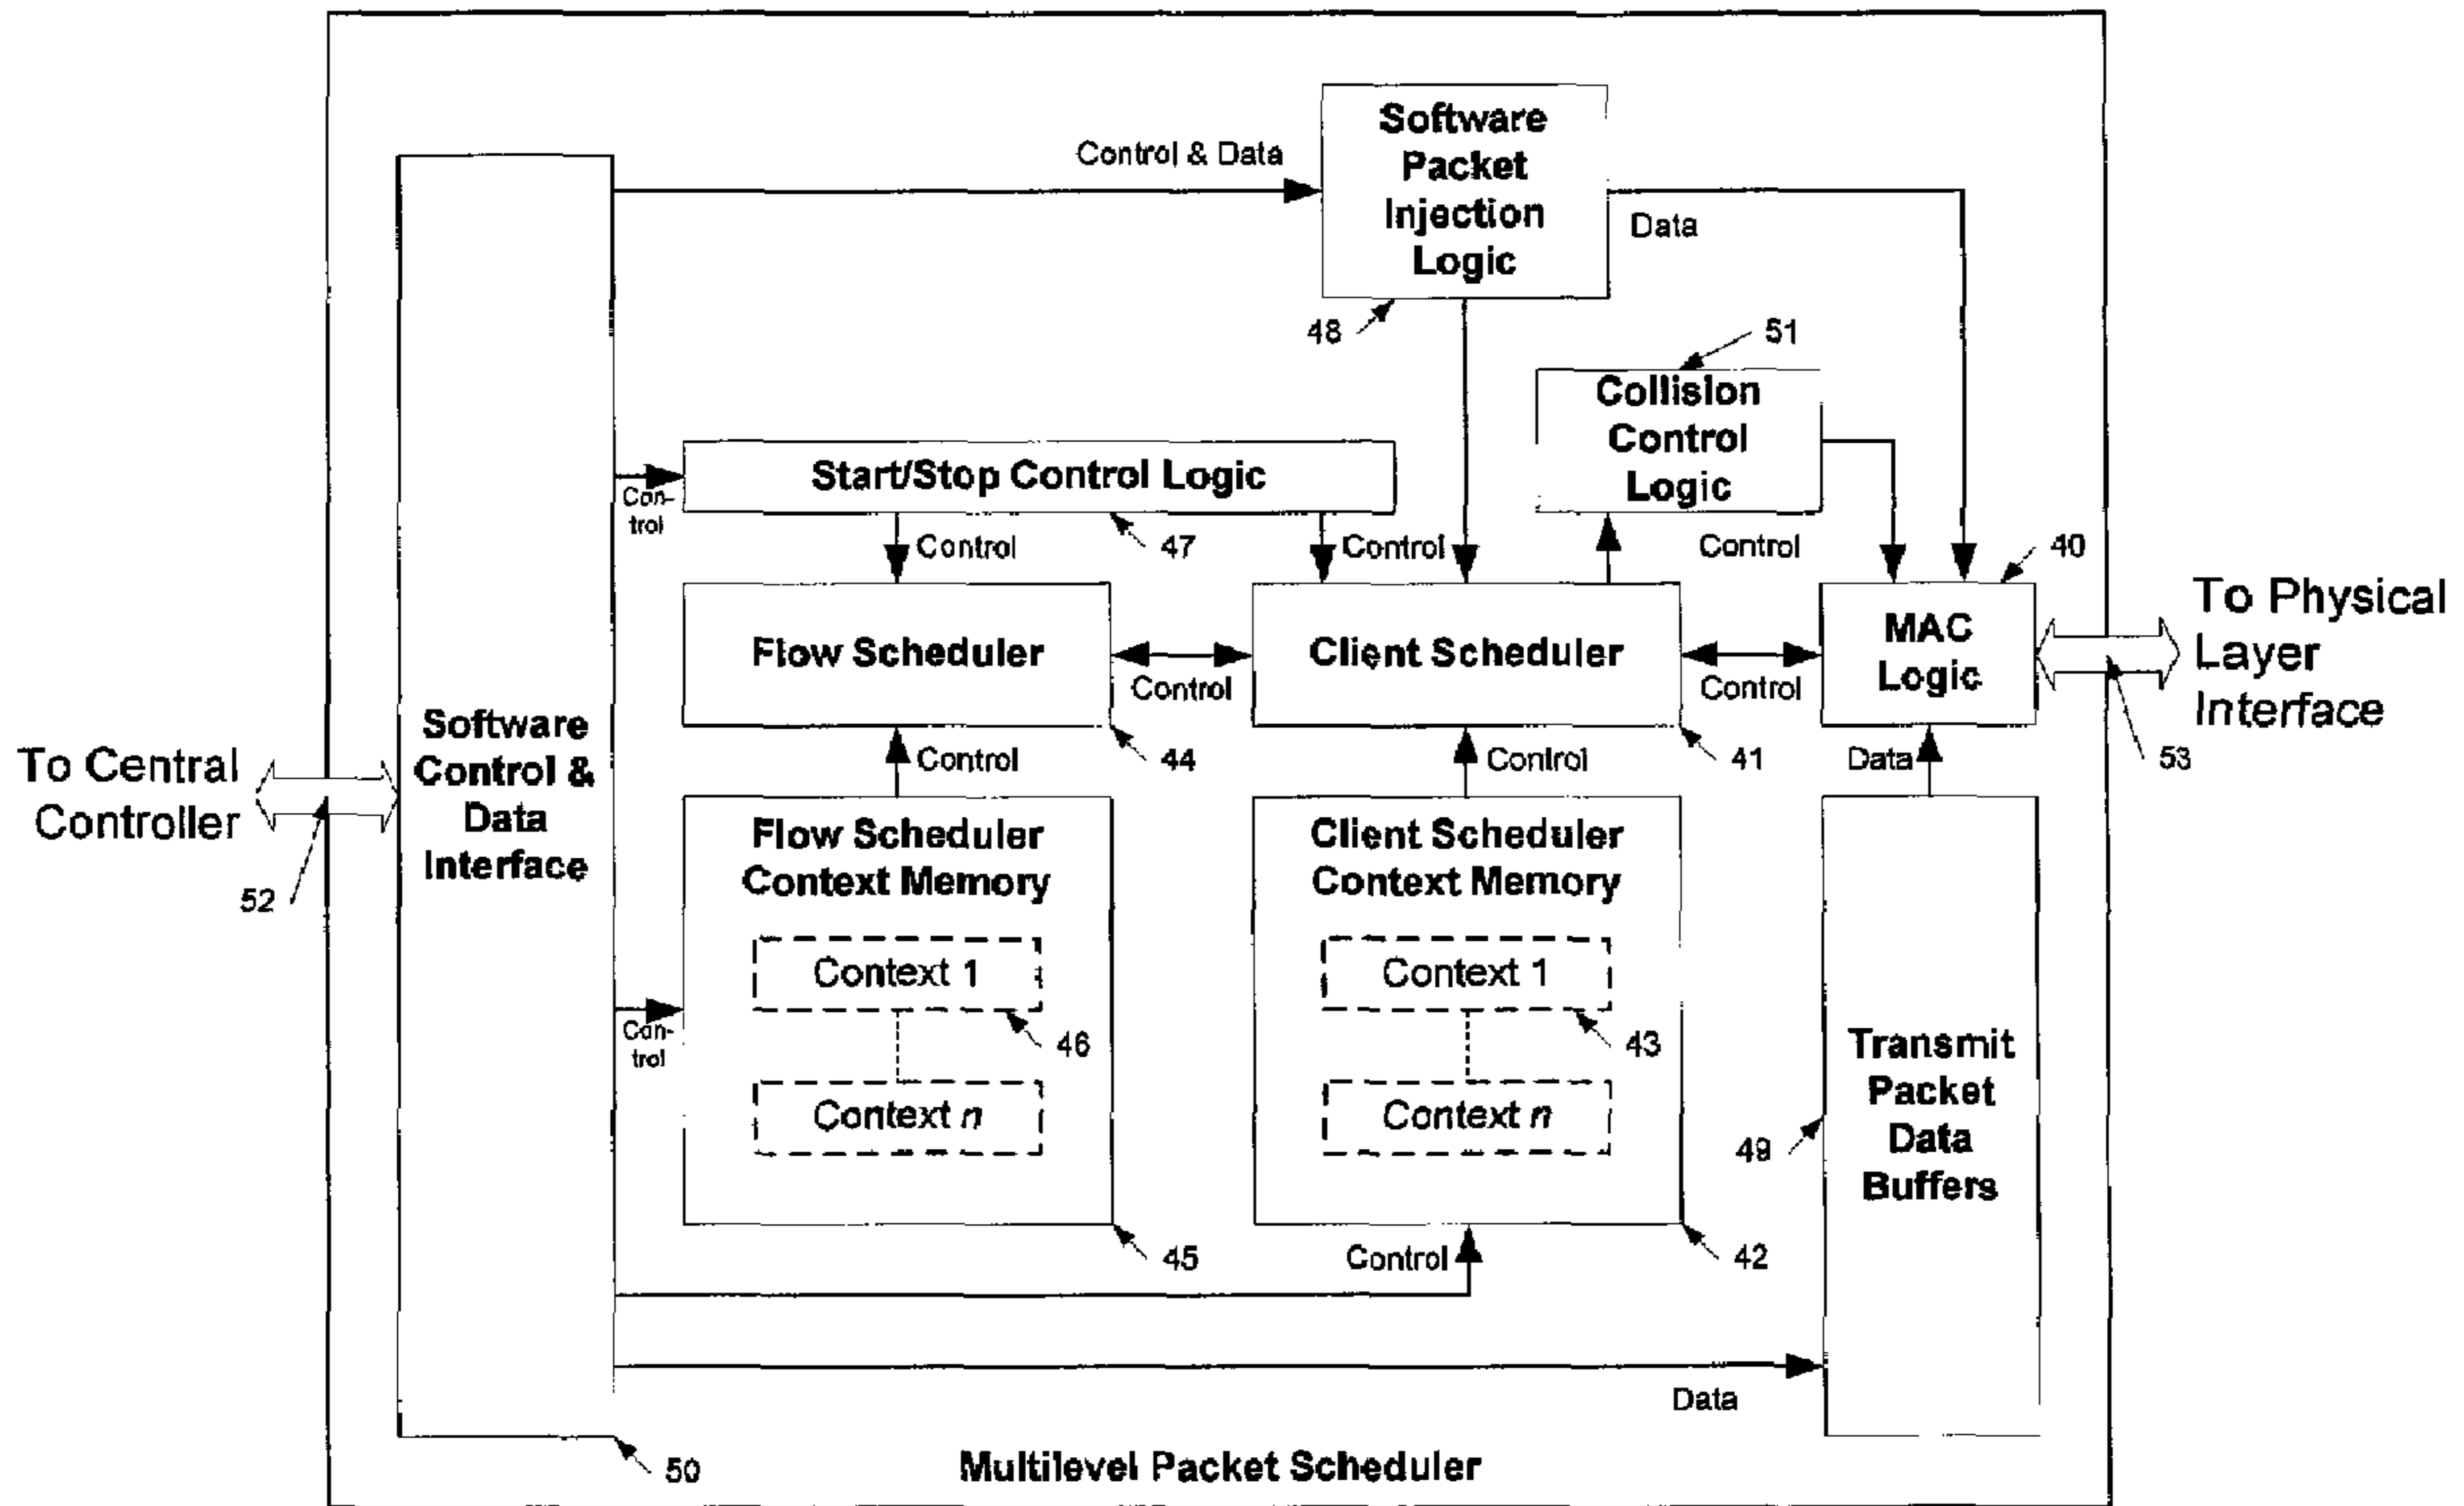 Software
Packet
Injection
Logic
Control & Data
Data
48
51
Collision
Control
Logic
Start/Stop Control Logic
Con-
trol
Control
47
Control
Control
40
To Physical
Layer
Interface
53
Flow Scheduler
Control
Client Scheduler
Control
MAC
Logic
44
41
Control
Control
Data
Software
Control &
Data
Interface
To Central
Controller
52
Flow Scheduler
Context Memory
Context 1
46
Context n
45
Con-
trol
Client Scheduler
Context Memory
Context 1
43
Context n
42
Control
Transmit
Packet
Data
Buffers
49
Data
50
Multilevel Packet Scheduler